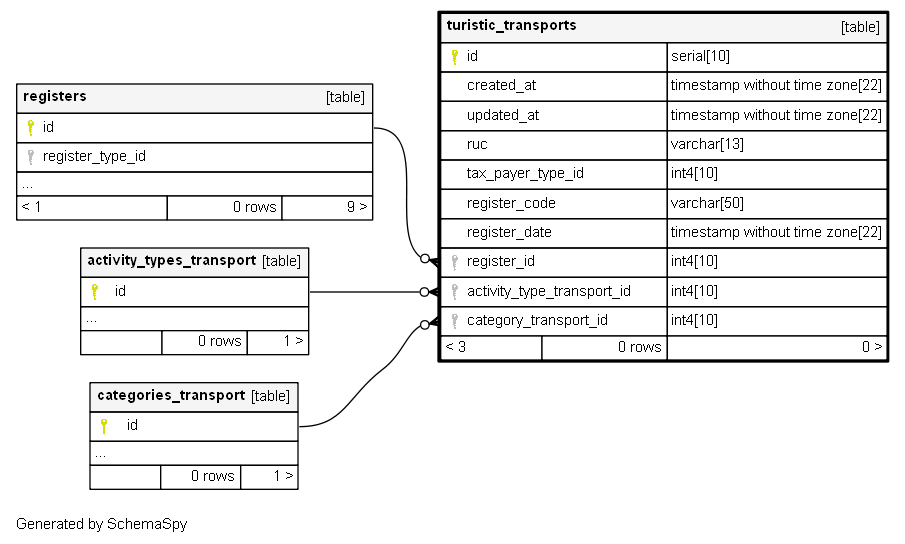 registers [table]
id
register_type_id
...
< 1 0 rows 9 >
activity_types_transport [table]
id
...
0 rows 1 >
categories_transport [table]
id
...
0 rows 1 >
turistic_transports [table]
id serial[10]
created_at timestamp without time zone[22]
updated_at timestamp without time zone[22]
ruc varchar[13]
tax_payer_type_id int4[10]
register_code varchar[50]
register_date timestamp without time zone[22]
register_id int4[10]
activity_type_transport_id int4[10]
category_transport_id int4[10]
< 3 0 rows 0 >
Generated by SchemaSpy